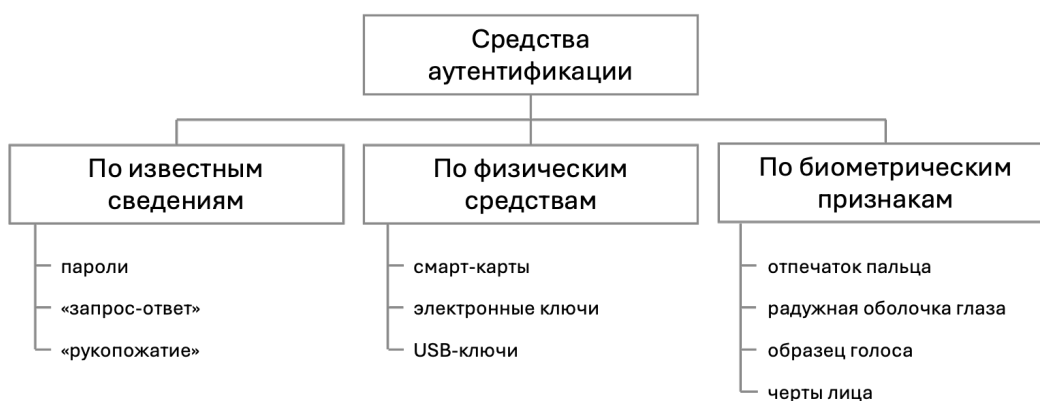 Средства
аутентификации
По известным
сведениям
пароли
«запрос-ответ»
«рукопожатие»
По физическим
средствам
смарт-карты
электронные ключи
USB-ключи
По биометрическим
признакам
отпечаток пальца
радужная оболочка глаза
образец голоса
черты лица